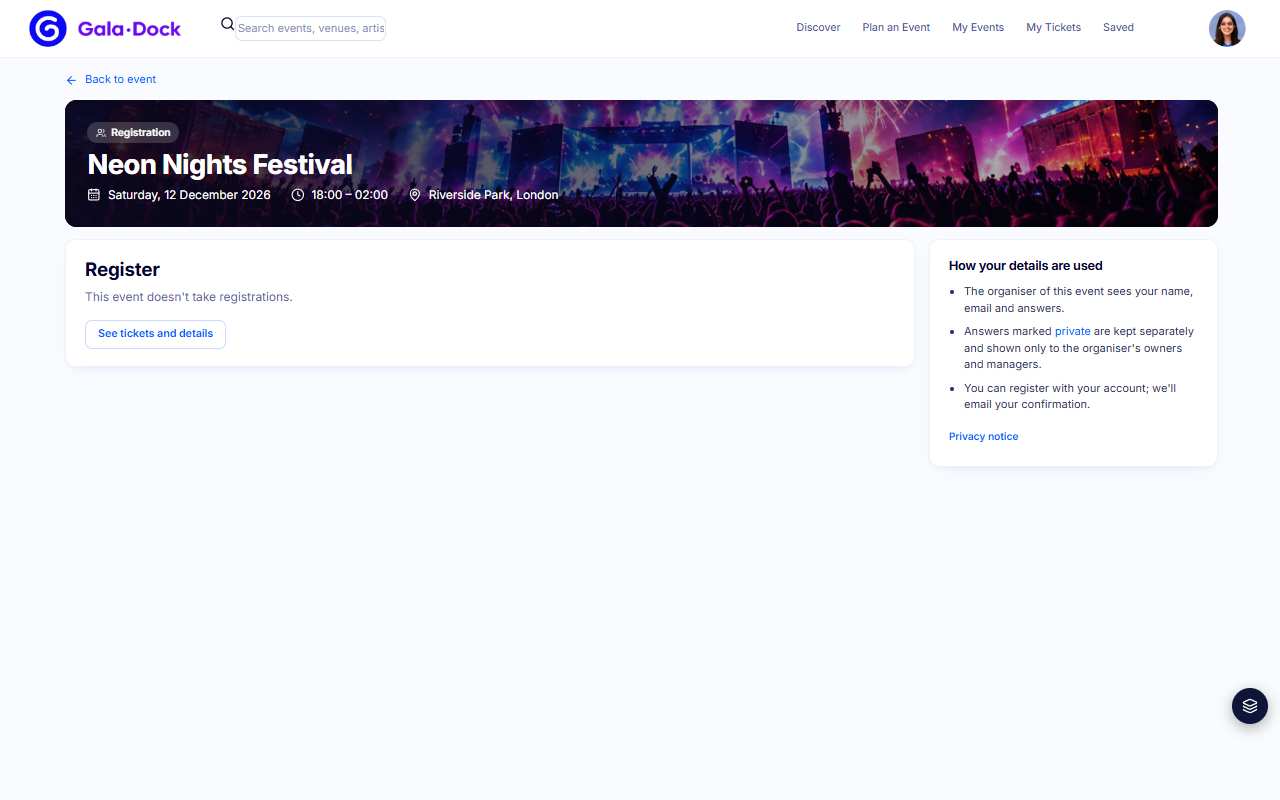 Gala·Dock
Search events, venues, artis
Discover
Plan an Event
My Events
My Tickets
Saved
Back to event
Registration
Neon Nights Festival
Saturday, 12 December 2026
18:00 – 02:00
Riverside Park, London
Register
This event doesn't take registrations.
See tickets and details
How your details are used
• The organiser of this event sees your name,
email and answers.
• Answers marked private are kept separately
and shown only to the organiser's owners
and managers.
• You can register with your account; we'll
email your confirmation.
Privacy notice